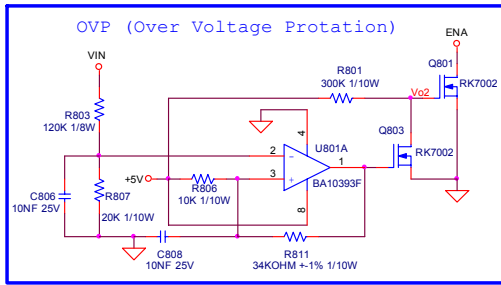 OVP (Over Voltage Protation)
ENA
VIN
Q801
RK7002
R801
300K 1/10W
Vo2
R803
120K 1/8W
Q803
RK7002
4
U801A
2
-
1
3
+
BA10393F
8
+5V
R806
10K 1/10W
C806
10NF 25V
R807
20K 1/10W
C808
10NF 25V
R811
34KOHM +-1% 1/10W